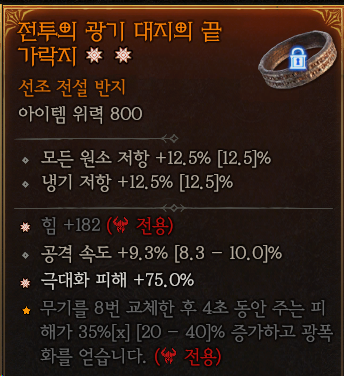 전투의 광기 대지의 끝
가락지
선조 전설 반지
아이템 위력 800
모든 원소 저항 +12.5% [12.5]%
냉기 저항 +12.5% [12.5]%
힘 +182 (전용)
공격 속도 +9.3% [8.3 - 10.0]%
극대화 피해 +75.0%
무기를 8번 교체한 후 4초 동안 주는 피
해가 35%[x] [20 - 40]% 증가하고 광폭
화를 얻습니다. (전용)